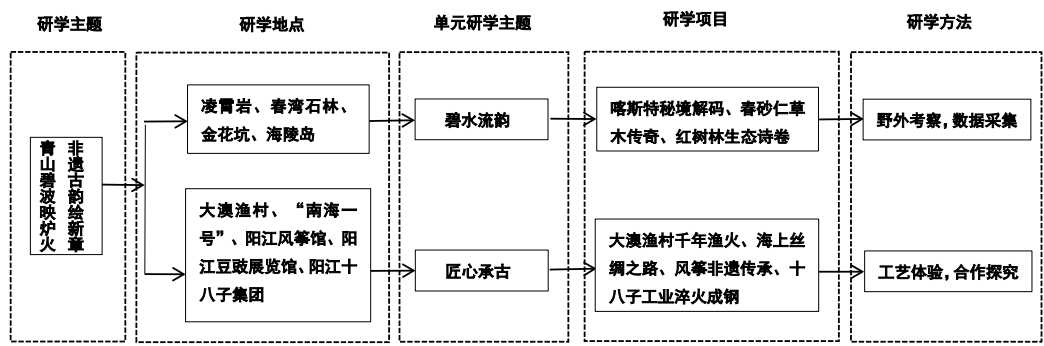 研学主题
研学地点
单元研学主题
研学项目
研学方法
青山碧波映炉火
非遗古韵绘新章
凌霄岩、春湾石林、
金花坑、海陵岛
碧水流韵
喀斯特秘境解码、春砂仁草
木传奇、红树林生态诗卷
野外考察，数据采集
大澳渔村、“南海一
号”、阳江风筝馆、阳
江豆豉展览馆、阳江十
八子集团
匠心承古
大澳渔村千年渔火、海上丝
绸之路、风筝非遗传承、十
八子工业淬火成钢
工艺体验，合作探究